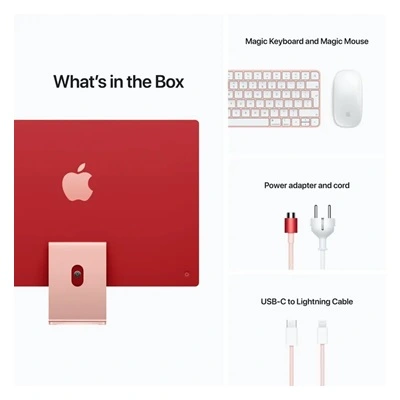 What's in the Box
Magic Keyboard and Magic Mouse
Power adapter and cord
USB-C to Lightning Cable